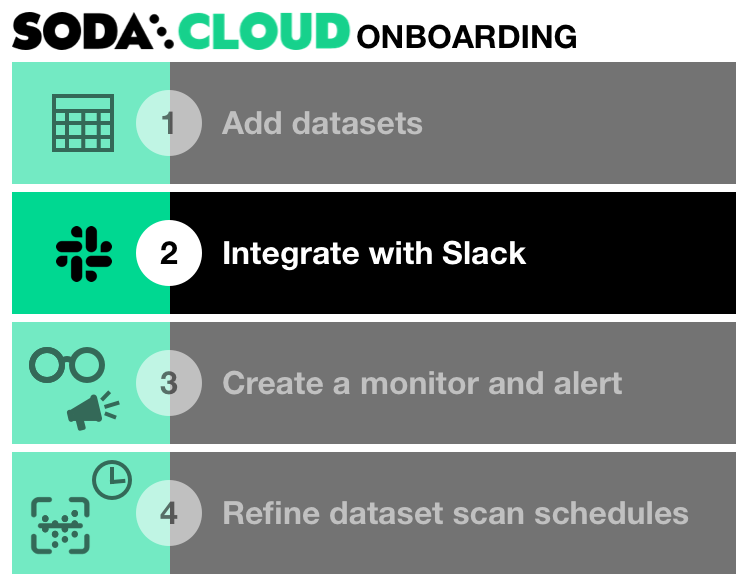 SODA CLOUD ONBOARDING
1 Add datasets
2 Integrate with Slack
3 Create a monitor and alert
4 Refine dataset scan schedules